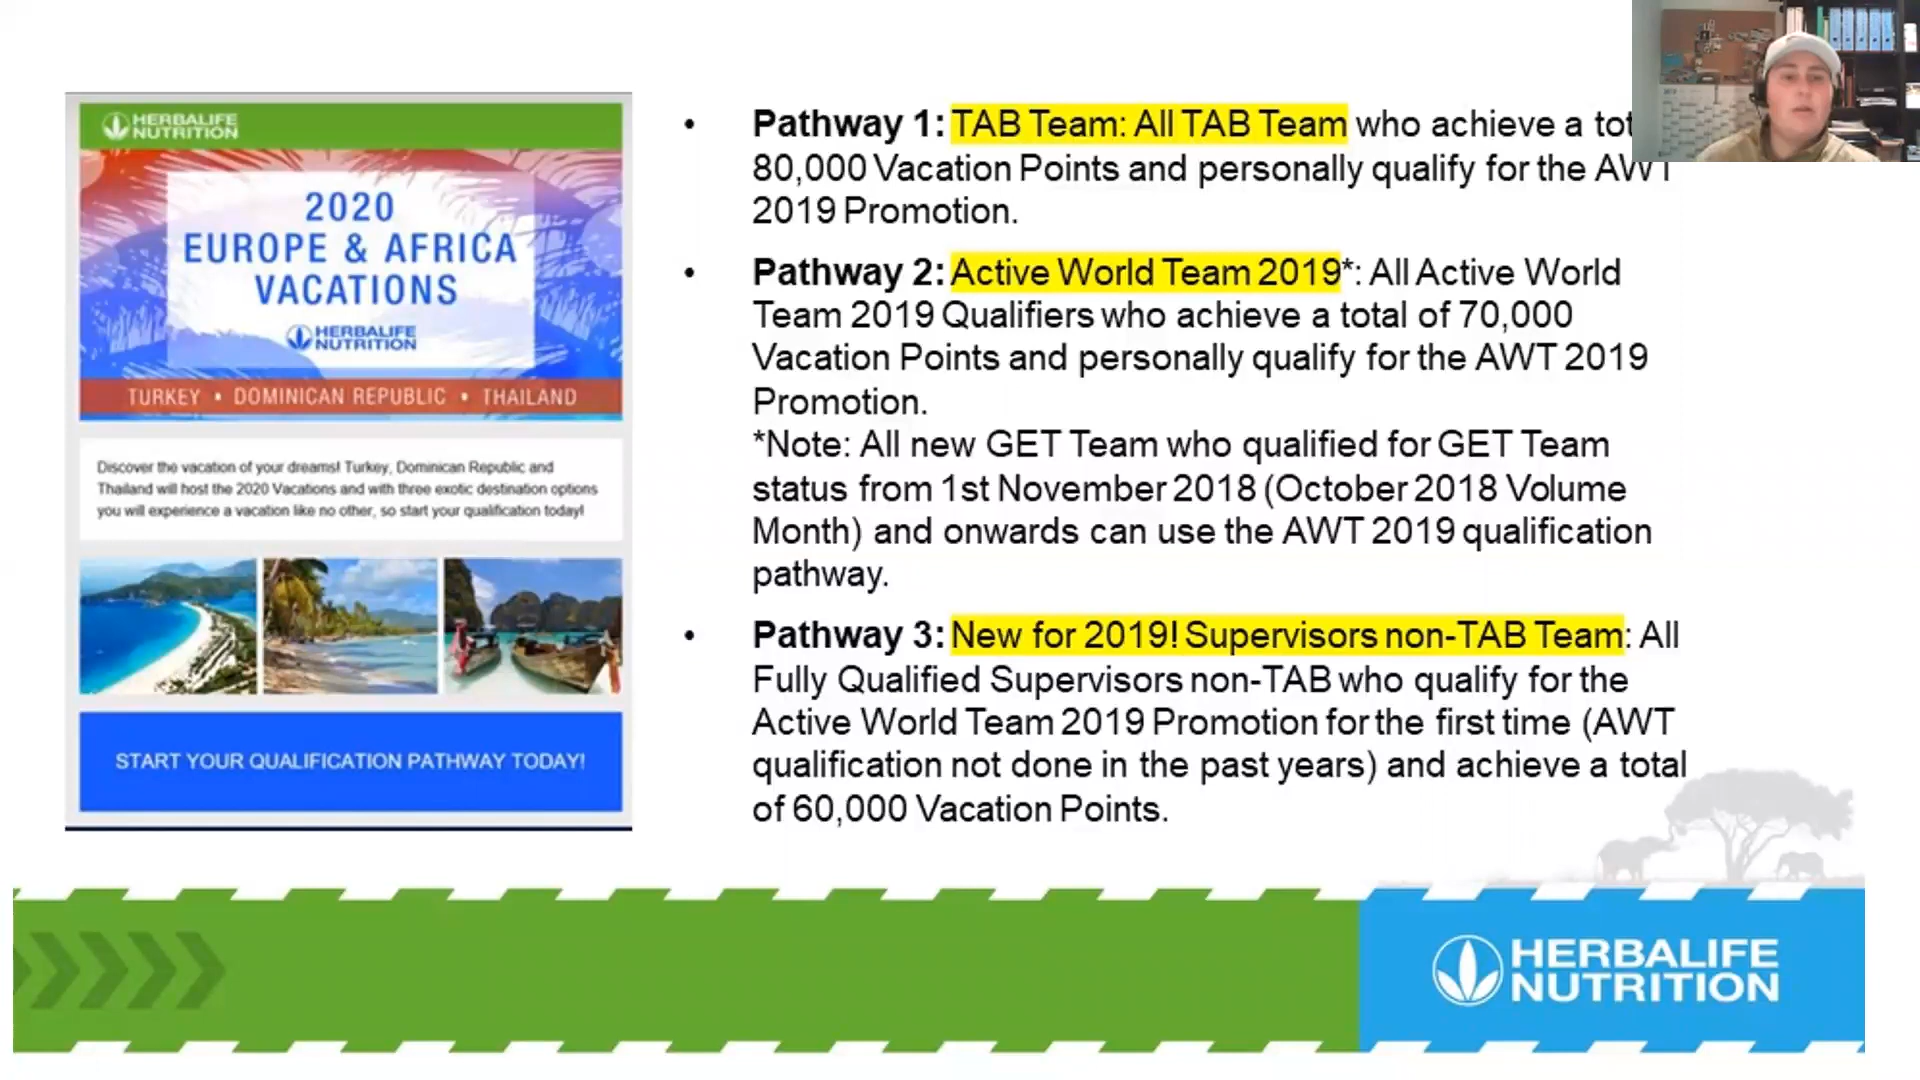 HERBALIFE
NUTRITION
2020
EUROPE & AFRICA
VACATIONS
HERBALIFE
NUTRITION
TURKEY • DOMINICAN REPUBLIC • THAILAND
Discover the vacation of your dreams! Turkey, Dominican Republic and
Thailand will host the 2020 Vacations and with three exotic destination options
you will experience a vacation like no other, so start your qualification today!
START YOUR QUALIFICATION PATHWAY TODAY!
• Pathway 1: TAB Team: All TAB Team who achieve a
80,000 Vacation Points and personally qualify for the AWT
2019 Promotion.
• Pathway 2: Active World Team 2019*: All Active World
Team 2019 Qualifiers who achieve a total of 70,000
Vacation Points and personally qualify for the AWT 2019
Promotion.
*Note: All new GET Team who qualified for GET Team
status from 1st November 2018 (October 2018 Volume
Month) and onwards can use the AWT 2019 qualification
pathway.
• Pathway 3: New for 2019! Supervisors non-TAB Team: All
Fully Qualified Supervisors non-TAB who qualify for the
Active World Team 2019 Promotion for the first time (AWT
qualification not done in the past years) and achieve a total
of 60,000 Vacation Points.
HERBALIFE
NUTRITION